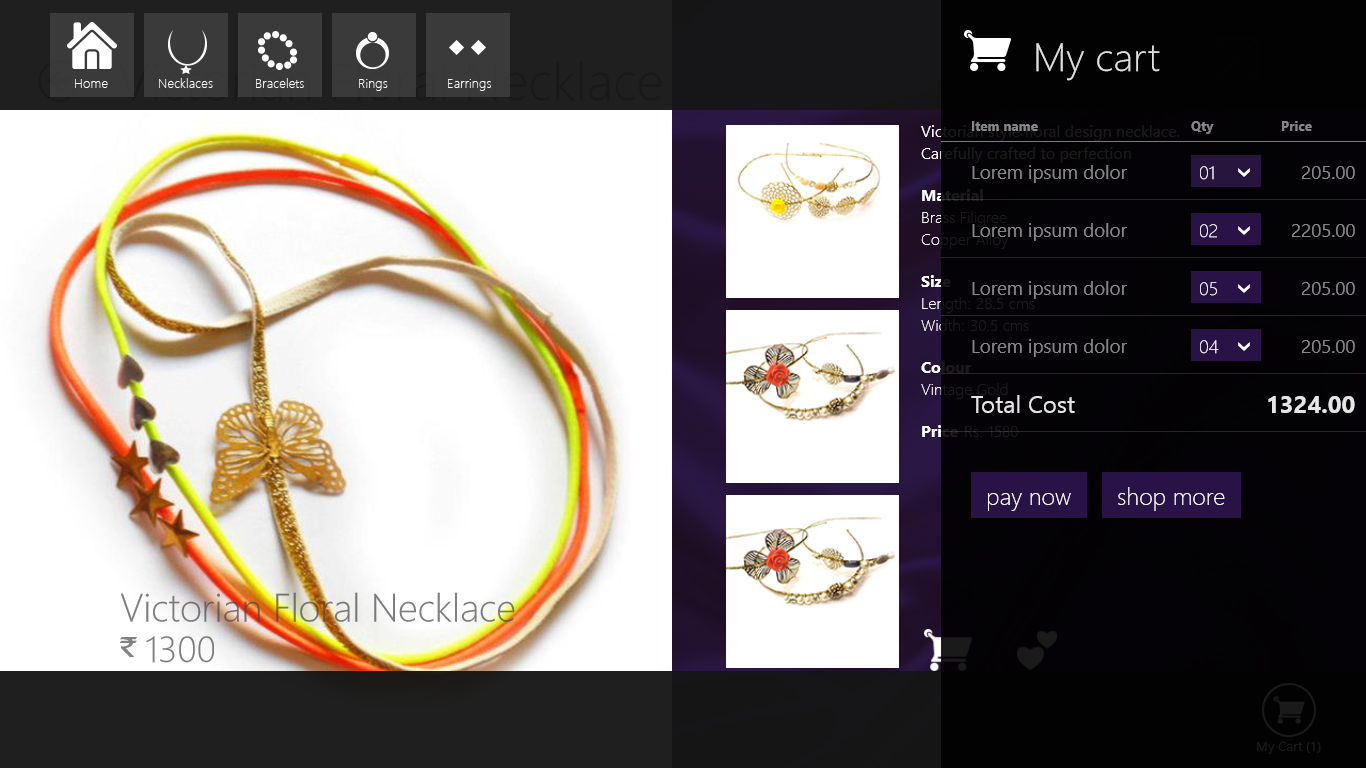 Home
Necklaces
Bracelets
Rings
Earrings
Victorian Floral Necklace
My cart
Item name Qty Price
Lorem ipsum dolor 01 205.00
Lorem ipsum dolor 02 2205.00
Lorem ipsum dolor 05 205.00
Lorem ipsum dolor 04 205.00
Total Cost 1324.00
pay now
shop more
Victorian style floral design necklace.
Carefully crafted to perfection
Material
Brass Filigree
Copper Alloy
Size
Length: 28.5 cms
Width: 30.5 cms
Colour
Vintage Gold
Price Rs. 1580
Victorian Floral Necklace
₹ 1300
My Cart (1)